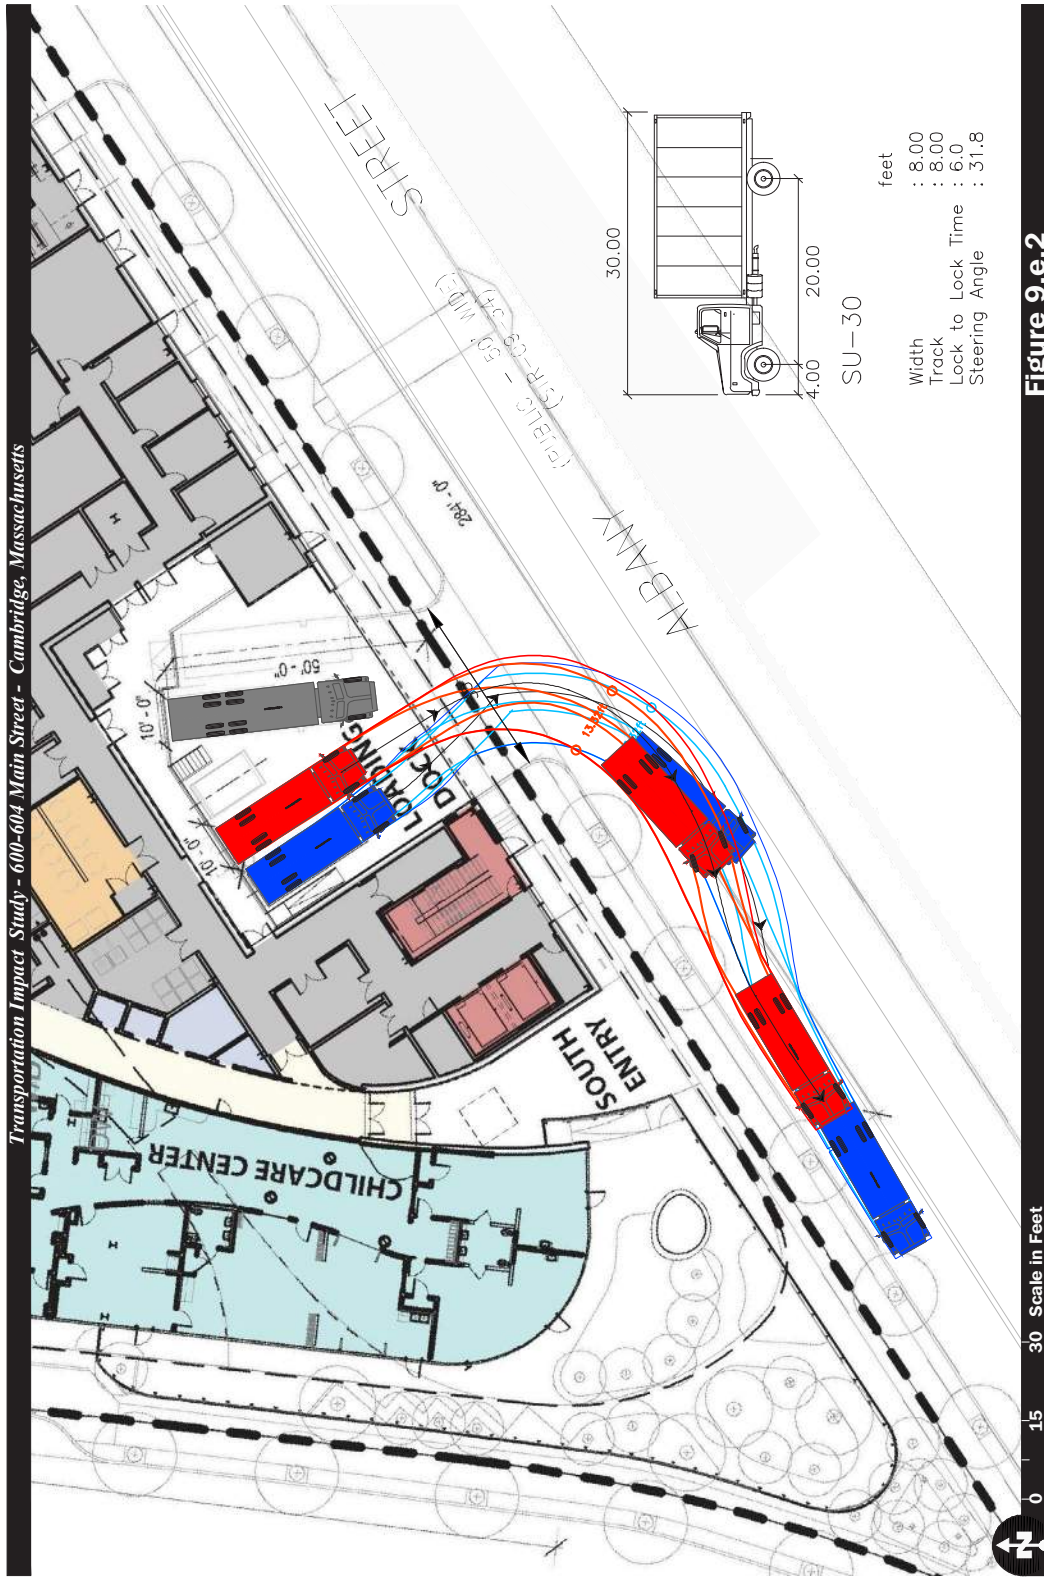 Transportation Impact Study - 600-604 Main Street - Cambridge, Massachusetts
STREET
ALBANY
(PUBLIC - 50' WIDE)
284' - 0"
50' - 0"
10' - 0"
10' - 0"
LOADING
DOCK
SOUTH
ENTRY
CHILDCARE CENTER
30.00
4.00
20.00
SU-30
feet
Width : 8.00
Track : 8.00
Lock to Lock Time : 6.0
Steering Angle : 31.8
N
0 15 30 Scale in Feet
Figure 9.e.2